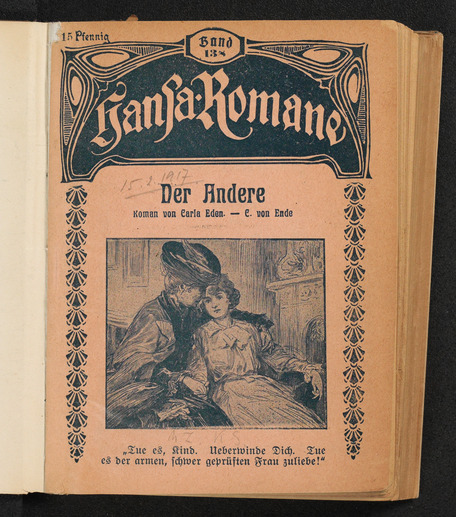 15 Pfennig
Band
138
Hansa-Romane
15.2.1917
Der Andere
Roman von Carla Eden. — C. von Ende
„Tue es, Kind. Ueberwinde Dich. Tue
es der armen, schwer geprüften Frau zuliebe!“